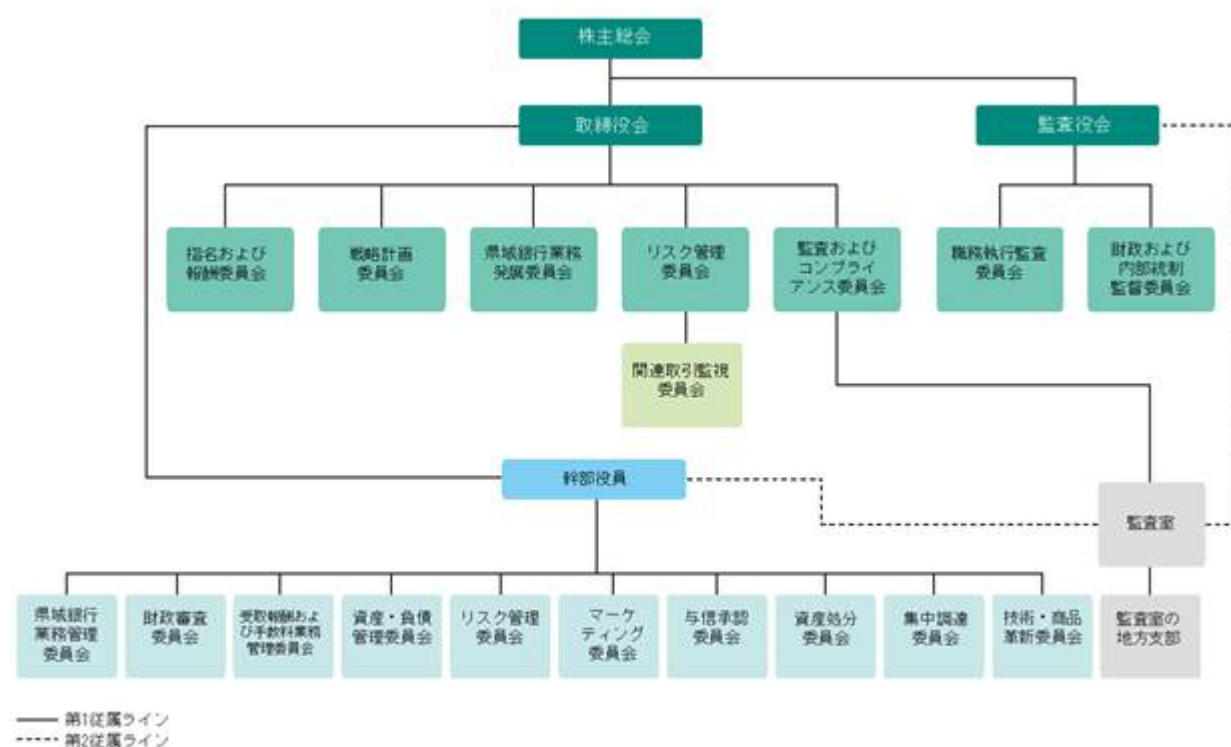 株主総会
取締役会
監査役会
指名および
報酬委員会
戦略計画
委員会
県域銀行業務
発展委員会
リスク管理
委員会
監査および
コンプライ
アンス委員会
職務執行監査
委員会
財政および
内部統制
監督委員会
関連取引監視
委員会
幹部役員
監査室
県域銀行
業務管理
委員会
財政審査
委員会
受取報酬およ
び手数料業務
管理委員会
資産・負債
管理委員会
リスク管理
委員会
マーケ
ティング
委員会
与信承認
委員会
資産処分
委員会
集中調達
委員会
技術・商品
革新委員会
監査室の
地方支部
第1従属ライン
第2従属ライン